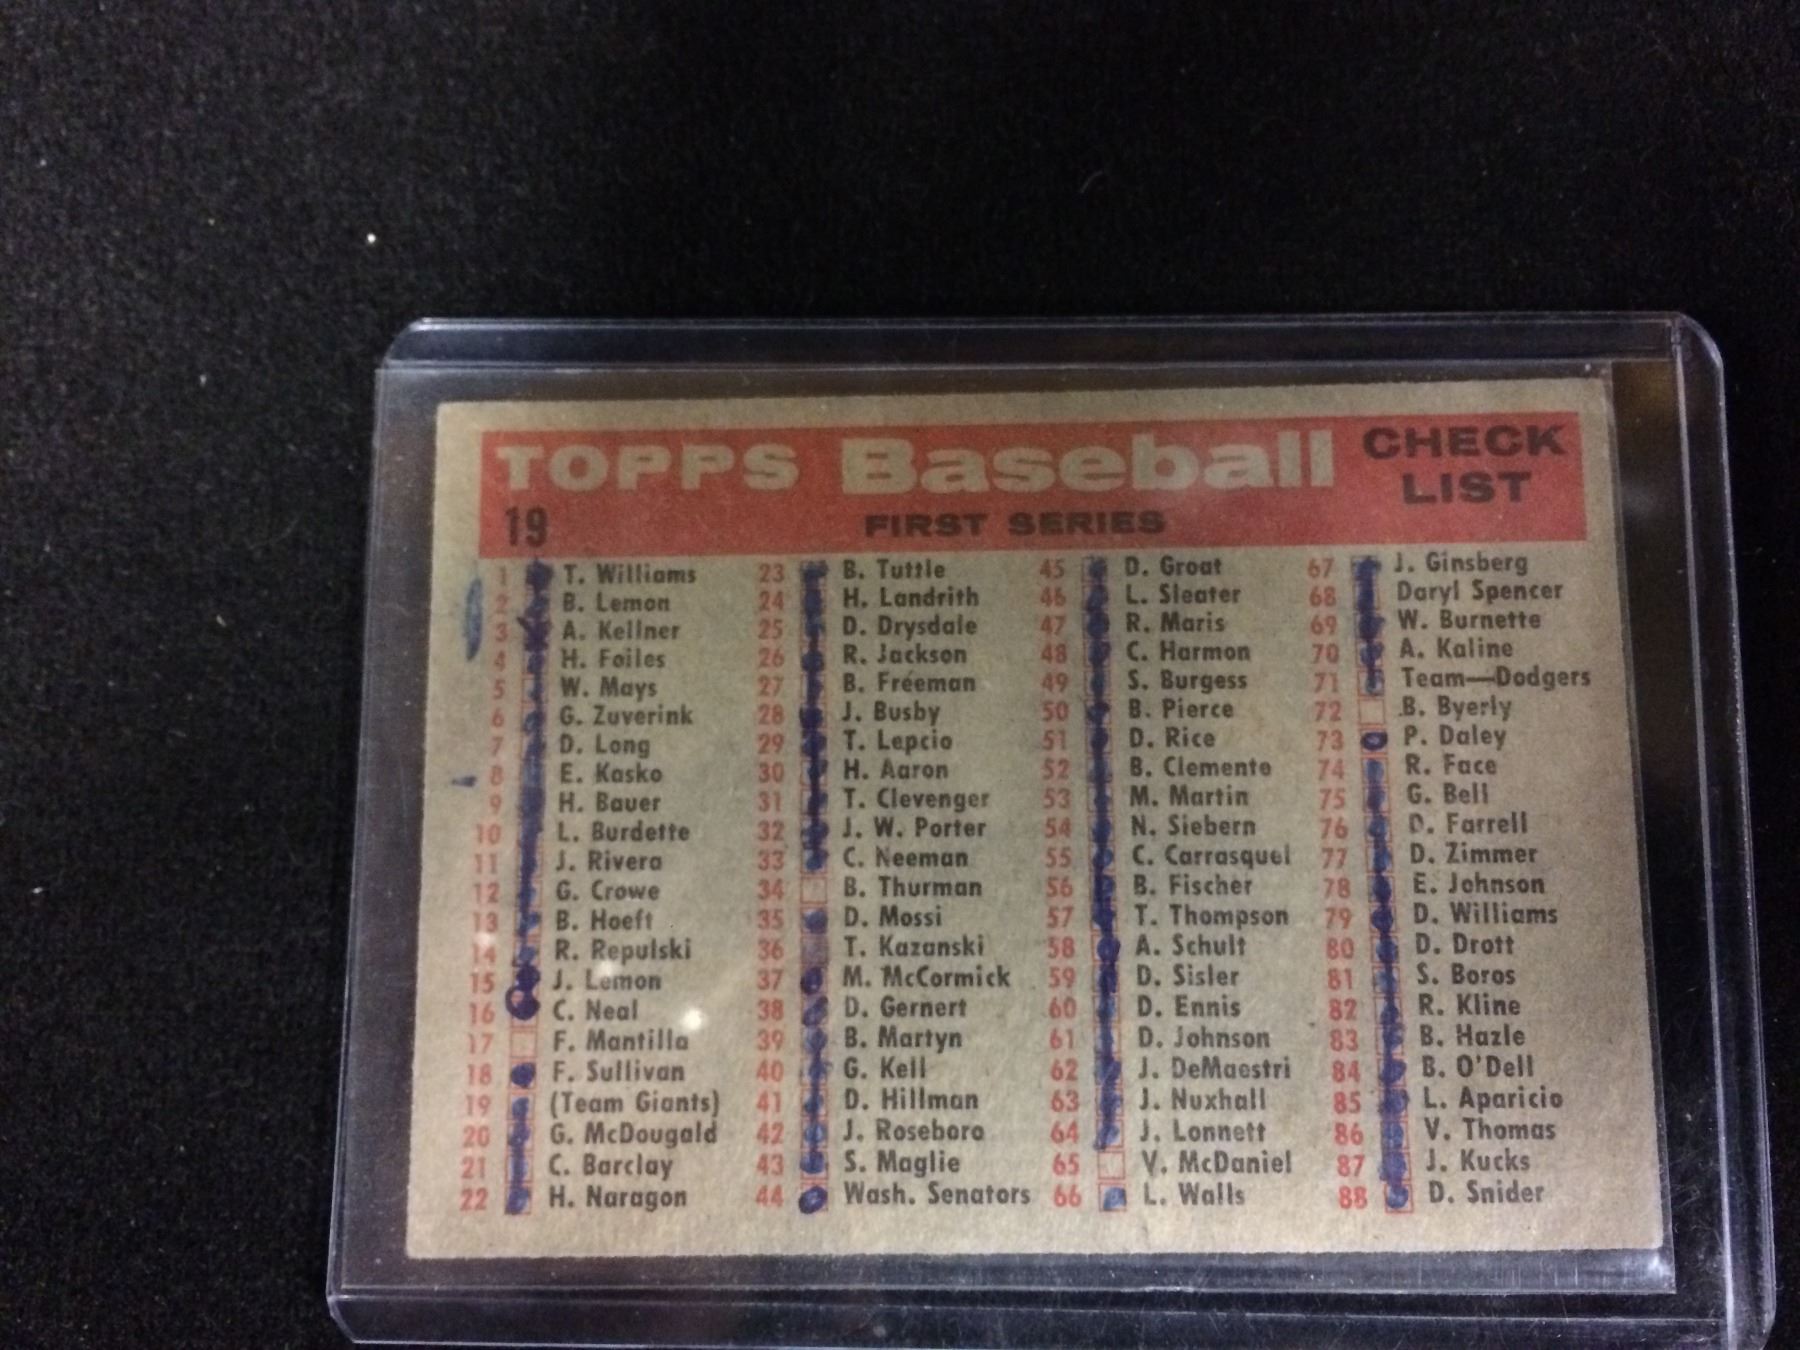 TOPPS Baseball CHECK LIST
19 FIRST SERIES
1 T. Williams
2 B. Lemon
3 A. Kellner
4 H. Foiles
5 W. Mays
6 G. Zuverink
7 D. Long
8 E. Kasko
9 H. Bauer
10 L. Burdette
11 J. Rivera
12 G. Crowe
13 B. Hoeft
14 R. Repulski
15 J. Lemon
16 C. Neal
17 F. Mantilla
18 F. Sullivan
19 (Team Giants)
20 G. McDougald
21 C. Barclay
22 H. Naragon
23 B. Tuttle
24 H. Landrith
25 D. Drysdale
26 R. Jackson
27 B. Freeman
28 J. Busby
29 T. Lepcio
30 H. Aaron
31 T. Clevenger
32 J. W. Porter
33 C. Neeman
34 B. Thurman
35 D. Mossi
36 T. Kazanski
37 M. McCormick
38 D. Gernert
39 B. Martyn
40 G. Kell
41 D. Hillman
42 J. Roseboro
43 S. Maglie
44 Wash. Senators
45 D. Groat
46 L. Sleater
47 R. Maris
48 C. Harmon
49 S. Burgess
50 B. Pierce
51 D. Rice
52 B. Clemente
53 M. Martin
54 N. Siebern
55 C. Carrasquel
56 B. Fischer
57 T. Thompson
58 A. Schult
59 D. Sisler
60 D. Ennis
61 D. Johnson
62 J. DeMaestri
63 J. Nuxhall
64 J. Lonnett
65 V. McDaniel
66 L. Walls
67 J. Ginsberg
68 Daryl Spencer
69 W. Burnette
70 A. Kaline
71 Team—Dodgers
72 B. Byerly
73 P. Daley
74 R. Face
75 G. Bell
76 D. Farrell
77 D. Zimmer
78 E. Johnson
79 D. Williams
80 D. Drott
81 S. Boros
82 R. Kline
83 B. Hazle
84 B. O'Dell
85 L. Aparicio
86 V. Thomas
87 J. Kucks
88 D. Snider